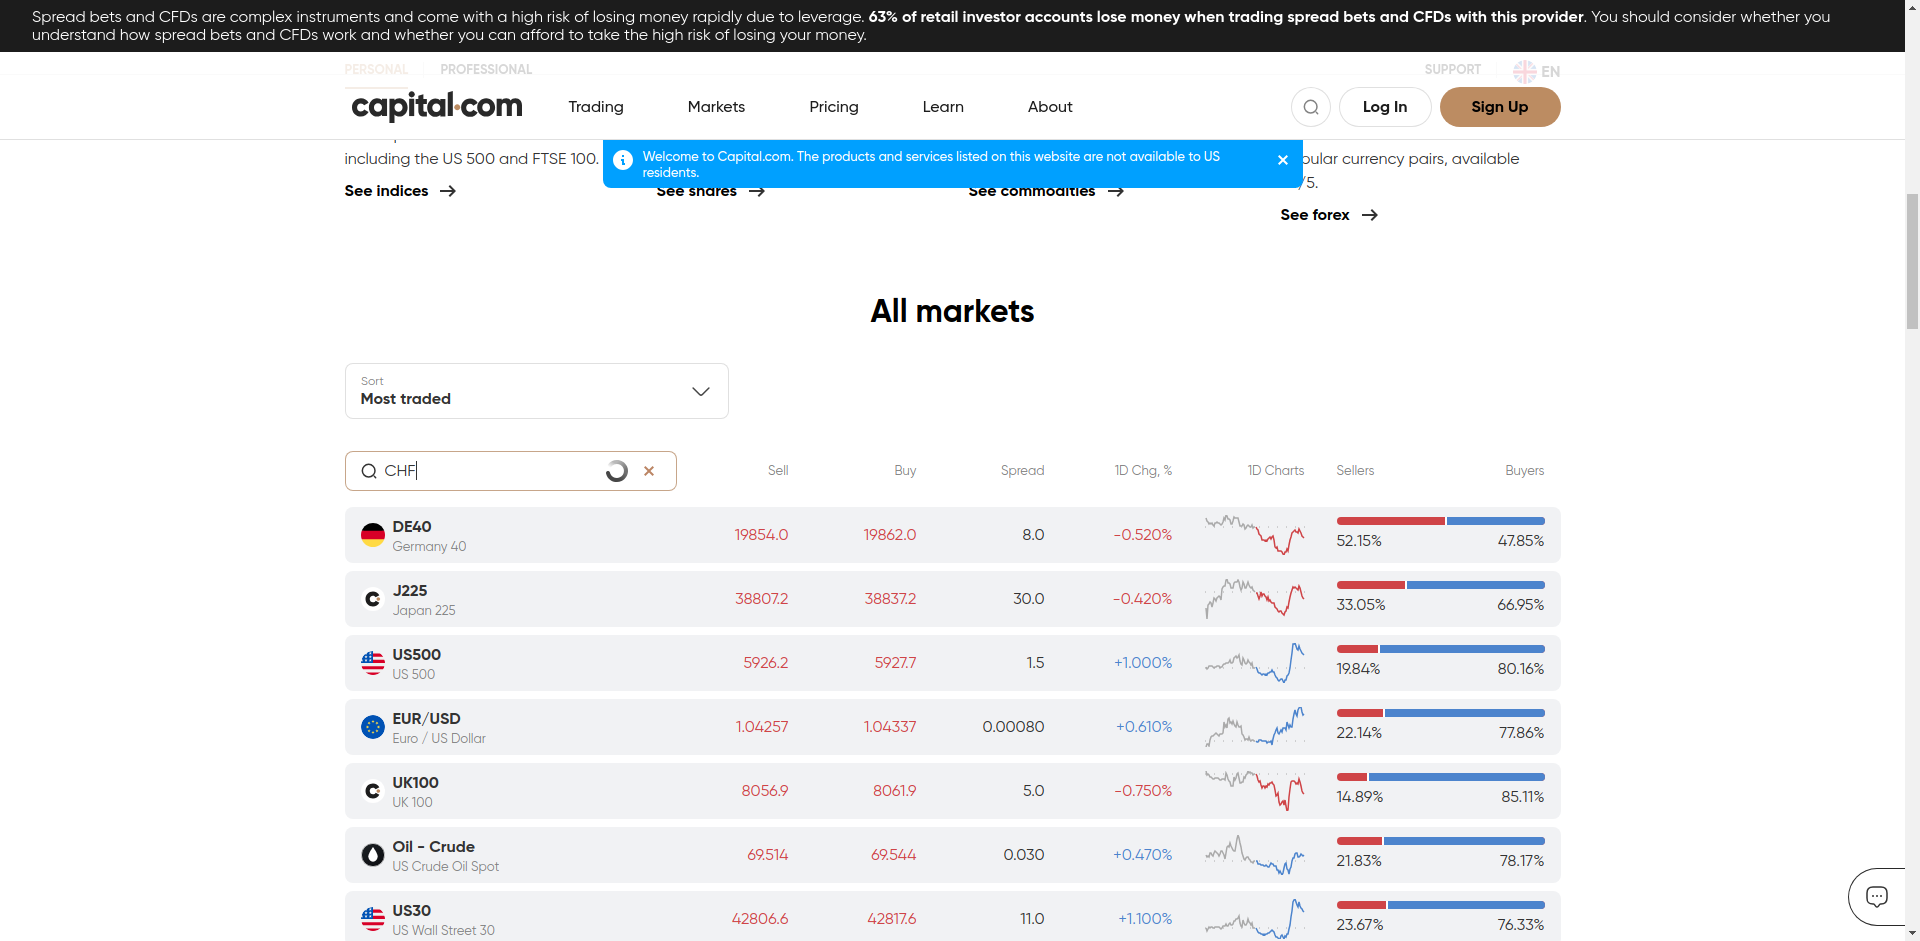 Spread bets and CFDs are complex instruments and come with a high risk of losing money rapidly due to leverage. 63% of retail investor accounts lose money when trading spread bets and CFDs with this provider. You should consider whether you
understand how spread bets and CFDs work and whether you can afford to take the high risk of losing your money.
PERSONAL PROFESSIONAL SUPPORT EN
capital.com Trading Markets Pricing Learn About Log In Sign Up
Welcome to Capital.com. The products and services listed on this website are not available to US
residents.
including the US 500 and FTSE 100.
pular currency pairs, available
/5.
See indices See shares See commodities
See forex
All markets
Sort
Most traded
CHF Sell Buy Spread 1D Chg, % 1D Charts Sellers Buyers
DE40
Germany 40
19854.0 19862.0 8.0 -0.520% 52.15% 47.85%
J225
Japan 225
38807.2 38837.2 30.0 -0.420% 33.05% 66.95%
US500
US 500
5926.2 5927.7 1.5 +1.000% 19.84% 80.16%
EUR/USD
Euro / US Dollar
1.04257 1.04337 0.00080 +0.610% 22.14% 77.86%
UK100
UK 100
8056.9 8061.9 5.0 -0.750% 14.89% 85.11%
Oil - Crude
US Crude Oil Spot
69.514 69.544 0.030 +0.470% 21.83% 78.17%
US30
US Wall Street 30
42806.6 42817.6 11.0 +1.100% 23.67% 76.33%